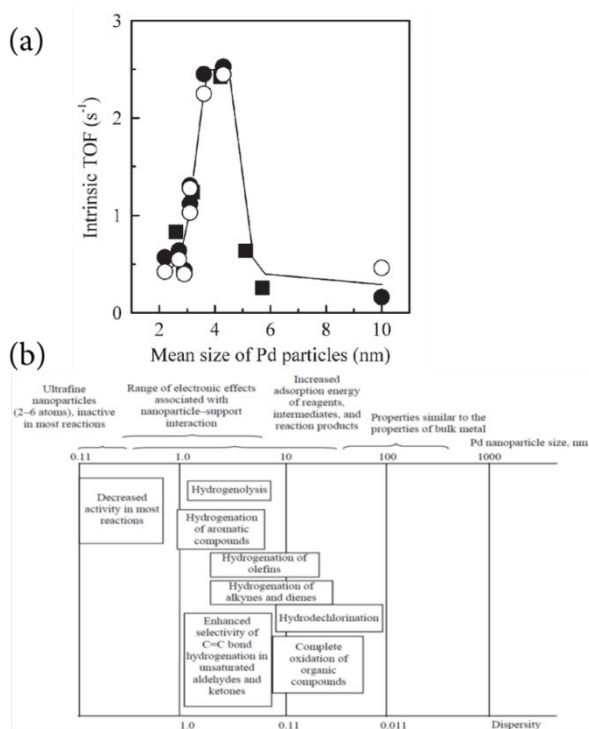 (a)
3
2
1
0
Intrinsic TOF (s⁻¹)
2 4 6 8 10
Mean size of Pd particles (nm)
(b)
Ultrafine
nanoparticles
(2–6 atoms), inactive
in most reactions
Range of electronic effects
associated with
nanoparticle–support
interaction
Increased
adsorption energy
of reagents,
intermediates, and
reaction products
Properties similar to the
properties of bulk metal
Pd nanoparticle size, nm
0.11 1.0 10 100 1000
Decreased
activity in most
reactions
Hydrogenolysis
Hydrogenation
of aromatic
compounds
Hydrogenation of
olefins
Hydrogenation of
alkynes and dienes
Hydrodechlorination
Enhanced
selectivity of
C=C bond
hydrogenation in
unsaturated
aldehydes and
ketones
Complete
oxidation of
organic
compounds
1.0 0.11 0.011 Dispersity